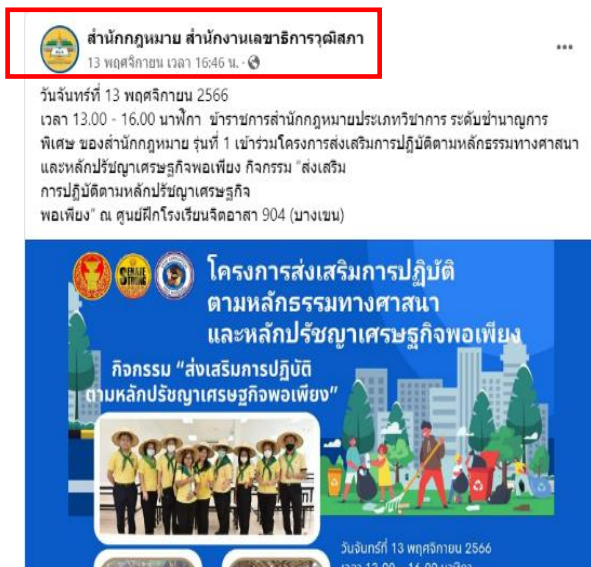 สำนักกฎหมาย สำนักงานเลขาธิการวุฒิสภา
13 พฤศจิกายน เวลา 16:46 น. ·
วันจันทร์ที่ 13 พฤศจิกายน 2566
เวลา 13.00 - 16.00 นาฬิกา ข้าราชการสำนักกฎหมายประเภทวิชาการ ระดับชำนาญการ
พิเศษ ของสำนักกฎหมาย รุ่นที่ 1 เข้าร่วมโครงการส่งเสริมการปฏิบัติตามหลักธรรมทางศาสนา
และหลักปรัชญาเศรษฐกิจพอเพียง กิจกรรม "ส่งเสริม
การปฏิบัติตามหลักปรัชญาเศรษฐกิจ
พอเพียง" ณ ศูนย์ฝึกโรงเรียนจิตอาสา 904 (บางเขน)
SENATE
STRONG
โครงการส่งเสริมการปฏิบัติ
ตามหลักธรรมทางศาสนา
และหลักปรัชญาเศรษฐกิจพอเพียง
กิจกรรม "ส่งเสริมการปฏิบัติ
ตามหลักปรัชญาเศรษฐกิจพอเพียง"
วันจันทร์ที่ 13 พฤศจิกายน 2566
เวลา 13.00 - 16.00 นาฬิกา